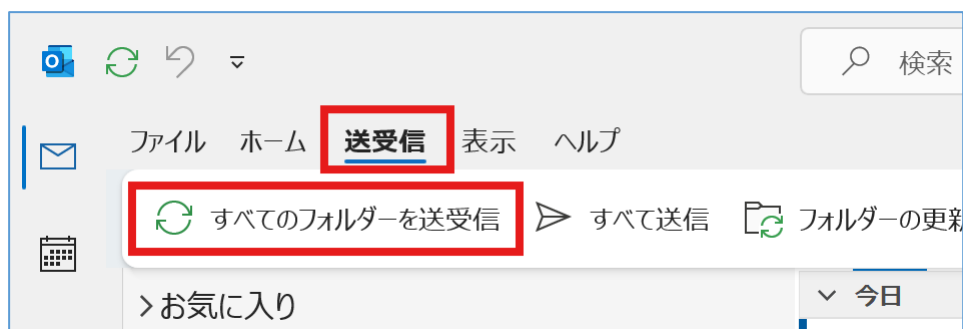 検索
ファイル ホーム 送受信 表示 ヘルプ
すべてのフォルダーを送受信 すべて送信 フォルダーの更新
お気に入り
今日